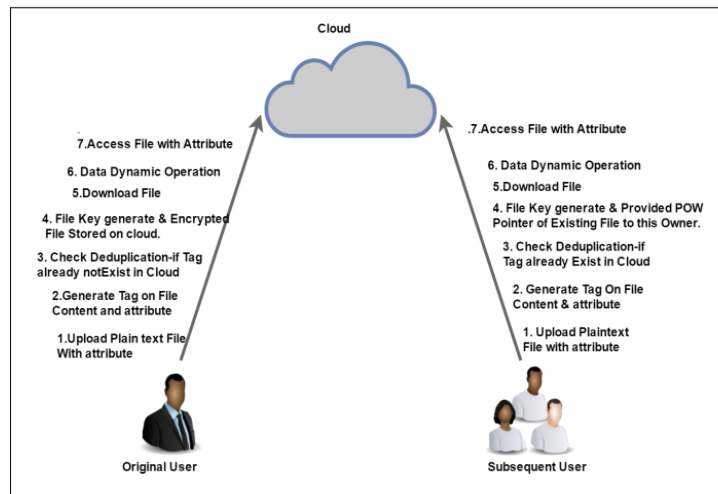 Cloud
.
7.Access File with Attribute
6. Data Dynamic Operation
5.Download File
4. File Key generate & Encrypted
File Stored on cloud.
3. Check Deduplication-if Tag
already notExist in Cloud
2.Generate Tag on File
Content and attribute
1.Upload Plain text File
With attribute
Original User
.7.Access File with Attribute
6. Data Dynamic Operation
5.Download File
4. File Key generate & Provided POW
Pointer of Existing File to this Owner.
3. Check Deduplication-if
Tag already Exist in Cloud
2. Generate Tag On File
Content & attribute
1. Upload Plaintext
File with attribute
Subsequent User